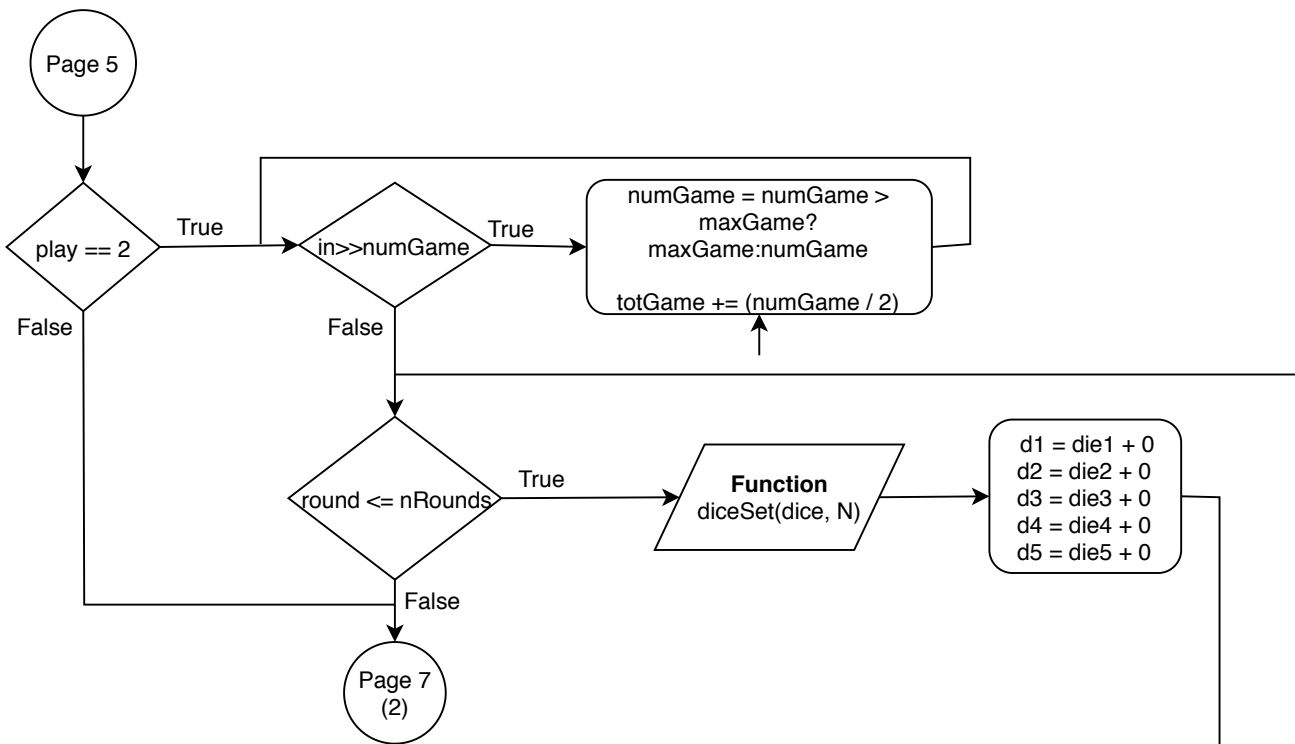 Page 5
play == 2
True
False
in>>numGame
True
False
numGame = numGame >
maxGame?
maxGame:numGame
totGame += (numGame / 2)
round <= nRounds
True
False
Function
diceSet(dice, N)
d1 = die1 + 0
d2 = die2 + 0
d3 = die3 + 0
d4 = die4 + 0
d5 = die5 + 0
Page 7
(2)